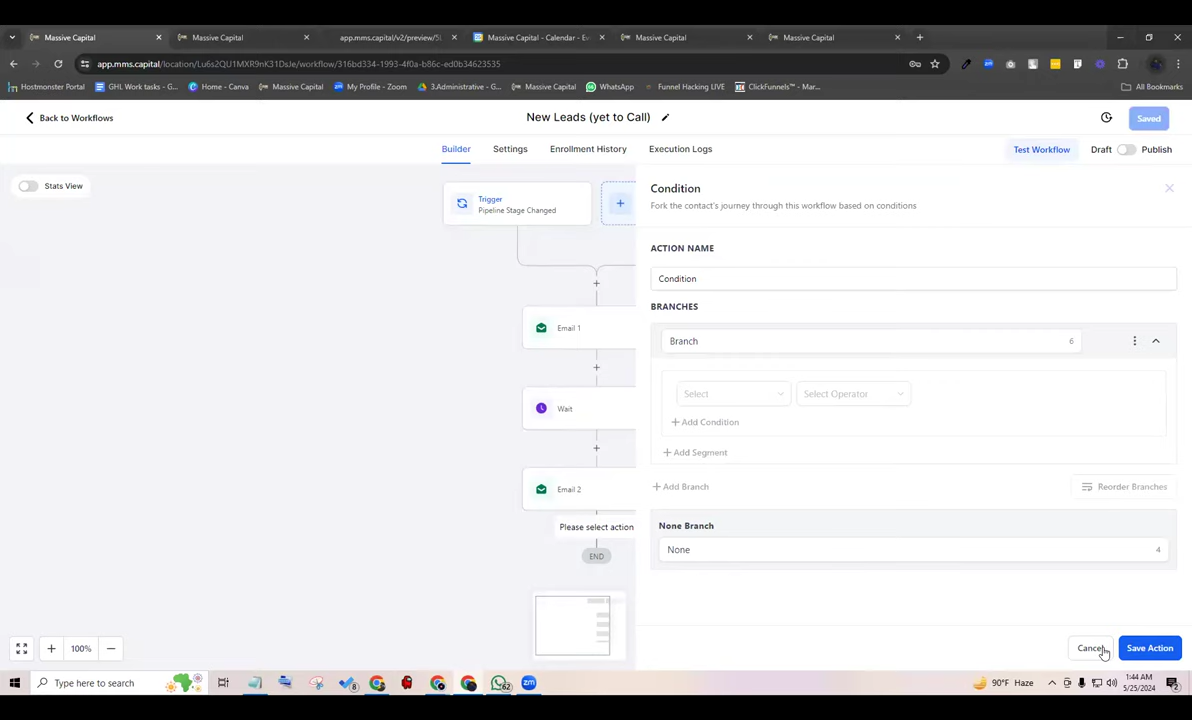 Massive Capital
Massive Capital
app.mms.capital/v2/preview/5
Massive Capital - Calendar - Ev
Massive Capital
Massive Capital
app.mms.capital/location/Lu6s2QU1MXR9nK31DsJe/workflow/316bd334-1993-4f0a-b86c-ed0b34623535
Hostmonster Portal
GHL Work tasks - G...
Home - Canva
Massive Capital
My Profile - Zoom
3.Administrative - G...
Massive Capital
WhatsApp
Funnel Hacking LIVE
ClickFunnels™ - Mar...
All Bookmarks
Back to Workflows
New Leads (yet to Call)
Saved
Builder
Settings
Enrollment History
Execution Logs
Test Workflow
Draft
Publish
Stats View
Trigger
Pipeline Stage Changed
Email 1
Wait
Email 2
Please select action
END
100%
Condition
Fork the contact's journey through this workflow based on conditions
ACTION NAME
Condition
BRANCHES
Branch
6
Select
Select Operator
+ Add Condition
+ Add Segment
+ Add Branch
Reorder Branches
None Branch
None
4
Cancel
Save Action
Type here to search
8
62
zm
90°F Haze
1:44 AM
5/25/2024
2